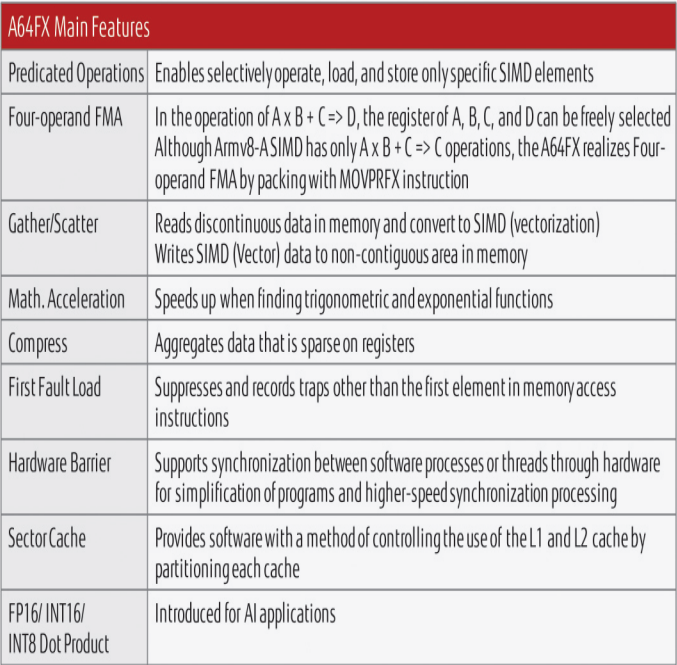 A64FX Main Features
Predicated Operations Enables selectively operate, load, and store only specific SIMD elements
Four-operand FMA In the operation of A x B + C => D, the register of A, B, C, and D can be freely selected
Although Armv8-A SIMD has only A x B + C => C operations, the A64FX realizes Four-
operand FMA by packing with MOVPRFX instruction
Gather/Scatter Reads discontinuous data in memory and convert to SIMD (vectorization)
Writes SIMD (Vector) data to non-contiguous area in memory
Math. Acceleration Speeds up when finding trigonometric and exponential functions
Compress Aggregates data that is sparse on registers
First Fault Load Suppresses and records traps other than the first element in memory access
instructions
Hardware Barrier Supports synchronization between software processes or threads through hardware
for simplification of programs and higher-speed synchronization processing
Sector Cache Provides software with a method of controlling the use of the L1 and L2 cache by
partitioning each cache
FP16/ INT16/ Introduced for AI applications
INT8 Dot Product